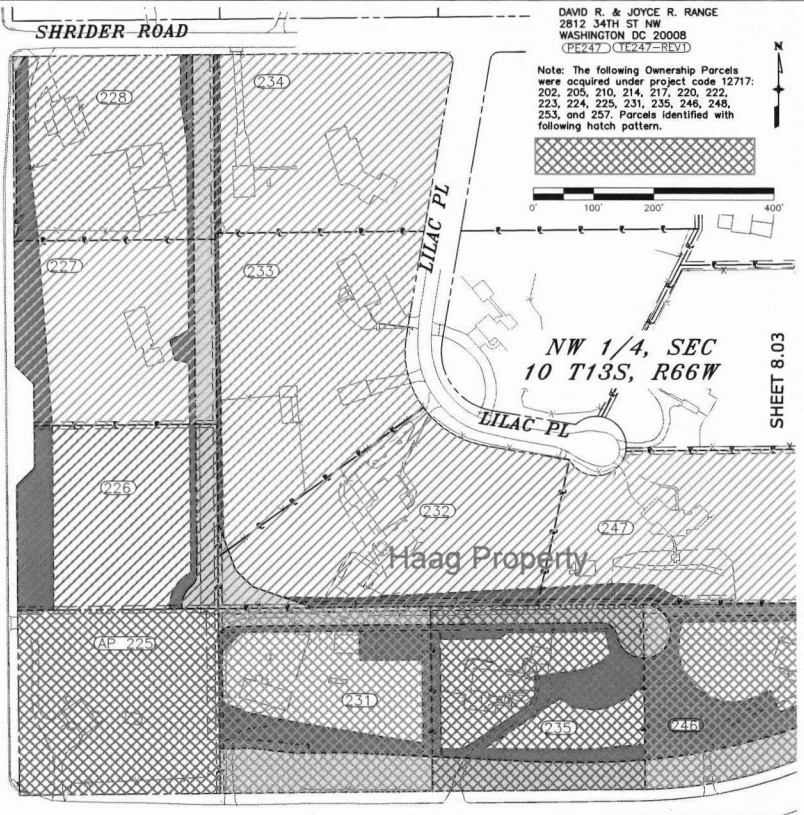 DAVID R. & JOYCE R. RANGE
2812 34TH ST NW
WASHINGTON DC 20008
PE247 TE247-REV1
N
Note: The following Ownership Parcels
were acquired under project code 12717:
202, 205, 210, 214, 217, 220, 222,
223, 224, 225, 231, 235, 246, 248,
253, and 257. Parcels identified with
following hatch pattern.
0' 100' 200' 400'
SHRIDER ROAD
228
234
LILAC PL
227
233
NW 1/4, SEC
10 T13S, R66W
SHEET 8.03
LILAC PL
226
232
247
Haag Property
AP 225
231
235
246